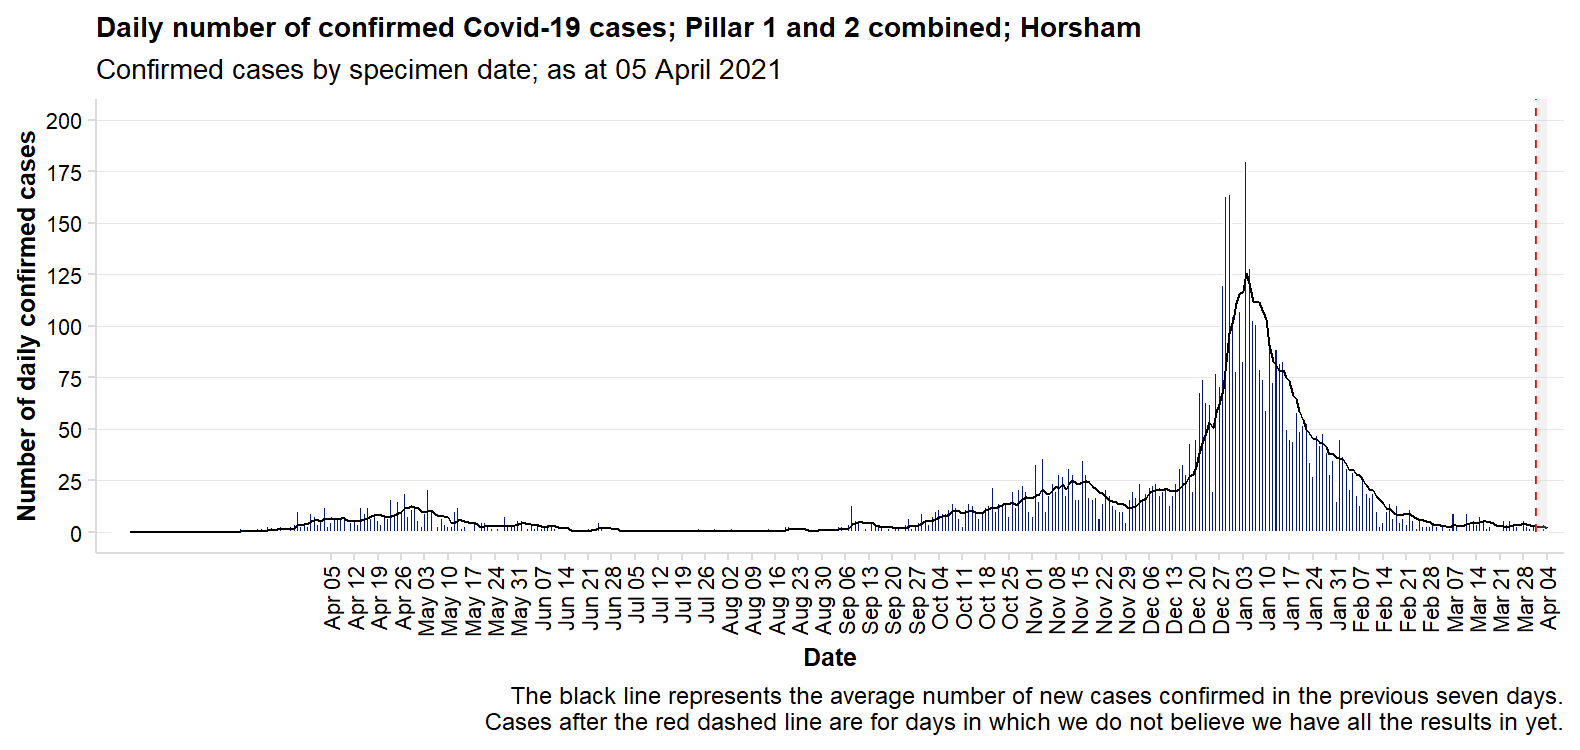 Daily number of confirmed Covid-19 cases; Pillar 1 and 2 combined; Horsham
Confirmed cases by specimen date; as at 05 April 2021
Number of daily confirmed cases
200
175
150
125
100
75
50
25
0
Apr 05
Apr 12
Apr 19
Apr 26
May 03
May 10
May 17
May 24
May 31
Jun 07
Jun 14
Jun 21
Jun 28
Jul 05
Jul 12
Jul 19
Jul 26
Aug 02
Aug 09
Aug 16
Aug 23
Aug 30
Sep 06
Sep 13
Sep 20
Sep 27
Oct 04
Oct 11
Oct 18
Oct 25
Nov 01
Nov 08
Nov 15
Nov 22
Nov 29
Dec 06
Dec 13
Dec 20
Dec 27
Jan 03
Jan 10
Jan 17
Jan 24
Jan 31
Feb 07
Feb 14
Feb 21
Feb 28
Mar 07
Mar 14
Mar 21
Mar 28
Apr 04
Date
The black line represents the average number of new cases confirmed in the previous seven days.
Cases after the red dashed line are for days in which we do not believe we have all the results in yet.